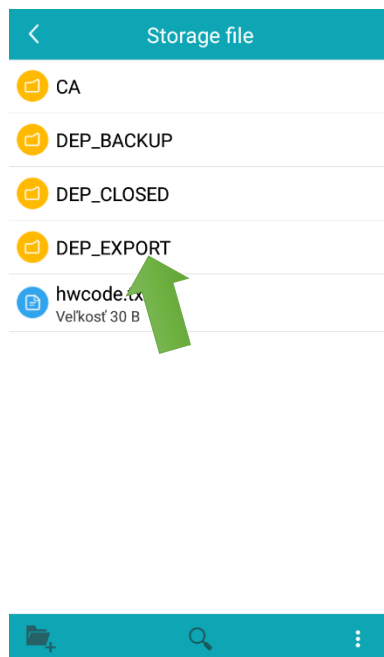 Storage file
CA
DEP_BACKUP
DEP_CLOSED
DEP_EXPORT
hwcode.tx
Veľkosť 30 B